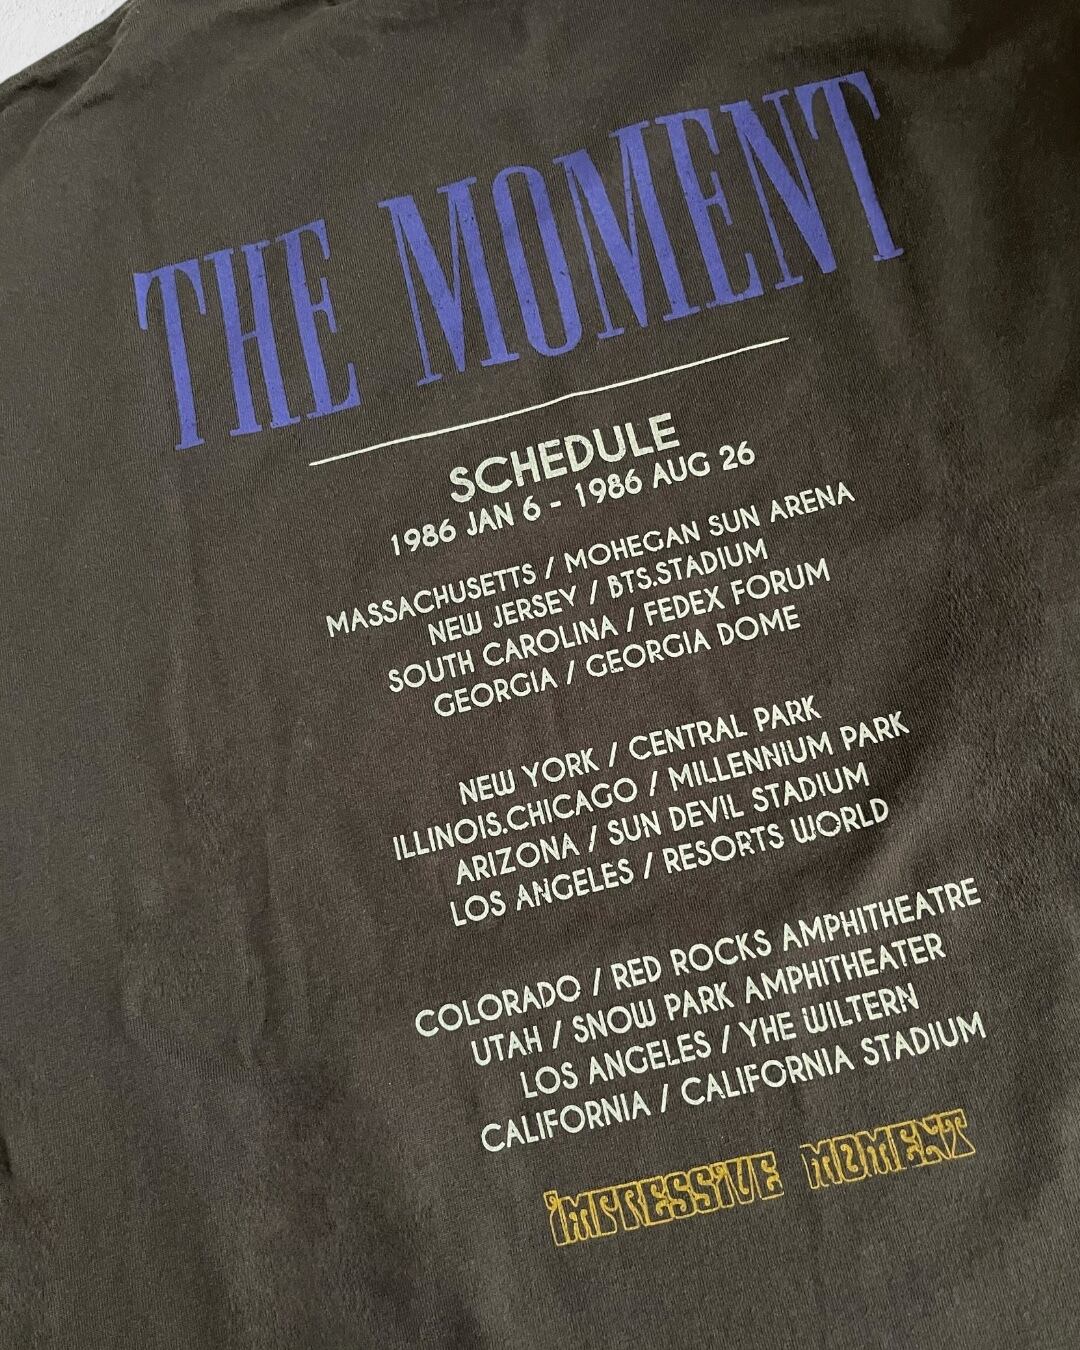 THE MOMENT
SCHEDULE
1986 JAN 6 - 1986 AUG 26
MASSACHUSETTS / MOHEGAN SUN ARENA
NEW JERSEY / BTS.STADIUM
SOUTH CAROLINA / FEDEX FORUM
GEORGIA / GEORGIA DOME
NEW YORK / CENTRAL PARK
ILLINOIS.CHICAGO / MILLENNIUM PARK
ARIZONA / SUN DEVIL STADIUM
LOS ANGELES / RESORTS WORLD
COLORADO / RED ROCKS AMPHITHEATRE
UTAH / SNOW PARK AMPHITHEATER
LOS ANGELES / YHE WILTERN
CALIFORNIA / CALIFORNIA STADIUM
IMPRESSIVE MOMENT